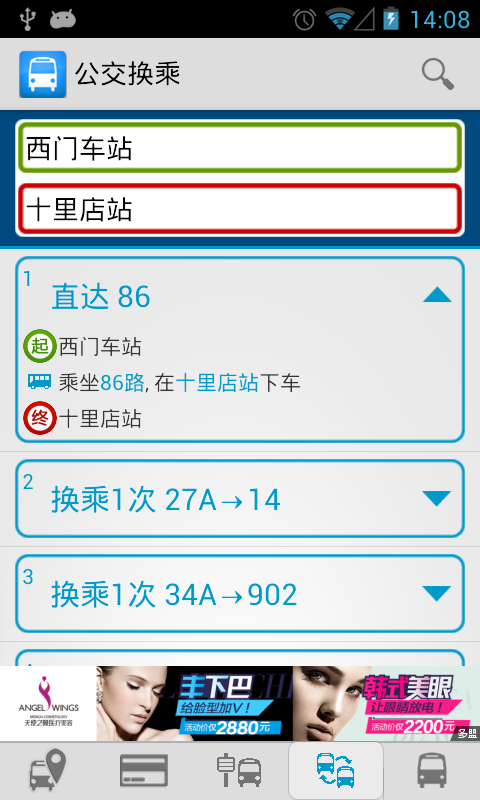 14:08
公交换乘
西门车站
十里店站
1
直达 86
起 西门车站
乘坐86路, 在十里店站下车
终 十里店站
2
换乘1次 27A→14
3
换乘1次 34A→902
ANGEL WINGS
MEDICAL COSMETOLOGY
天使之翼医疗美容
丰下巴
给脸型加V！
活动价仅2880元
韩式美眼
让眼睛放电！
活动价仅2200元
多盟